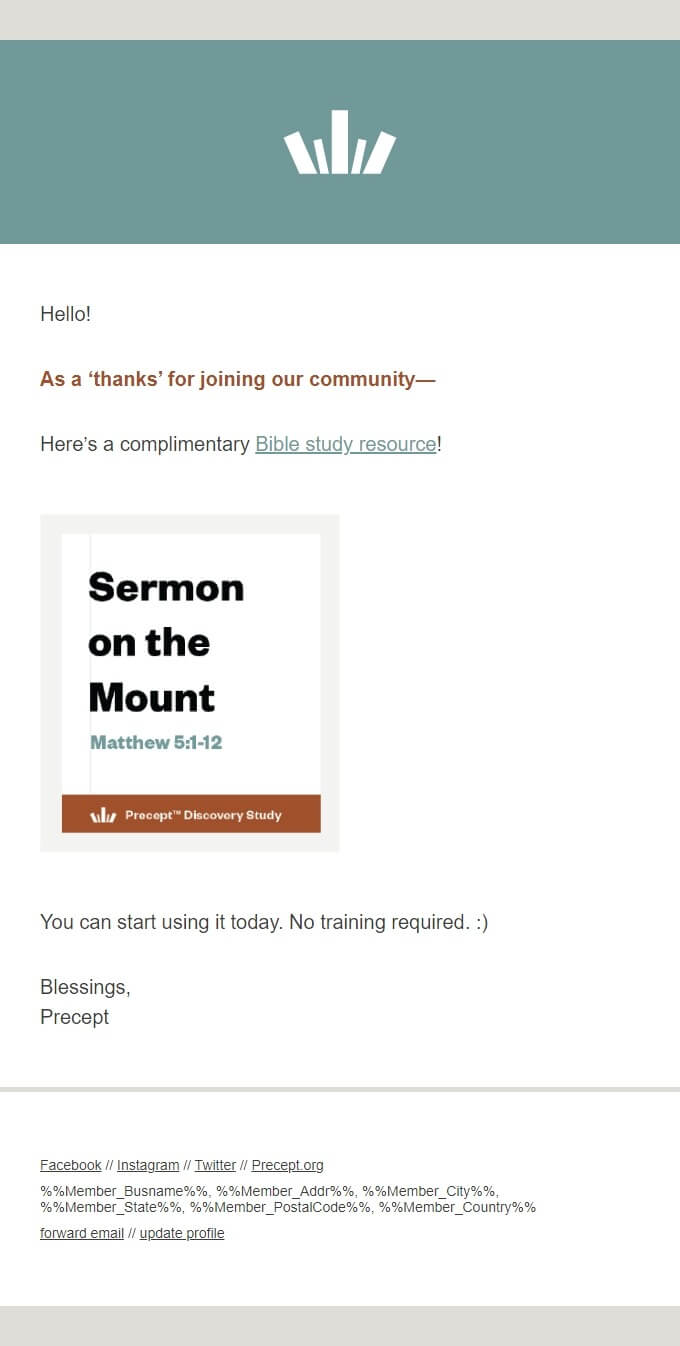 Hello!
As a ‘thanks’ for joining our community—
Here’s a complimentary Bible study resource!
Sermon
on the
Mount
Matthew 5:1-12
Precept™ Discovery Study
You can start using it today. No training required. :)
Blessings,
Precept
Facebook // Instagram // Twitter // Precept.org
%%Member_Busname%%, %%Member_Addr%%, %%Member_City%%,
%%Member_State%%, %%Member_PostalCode%%, %%Member_Country%%
forward email // update profile